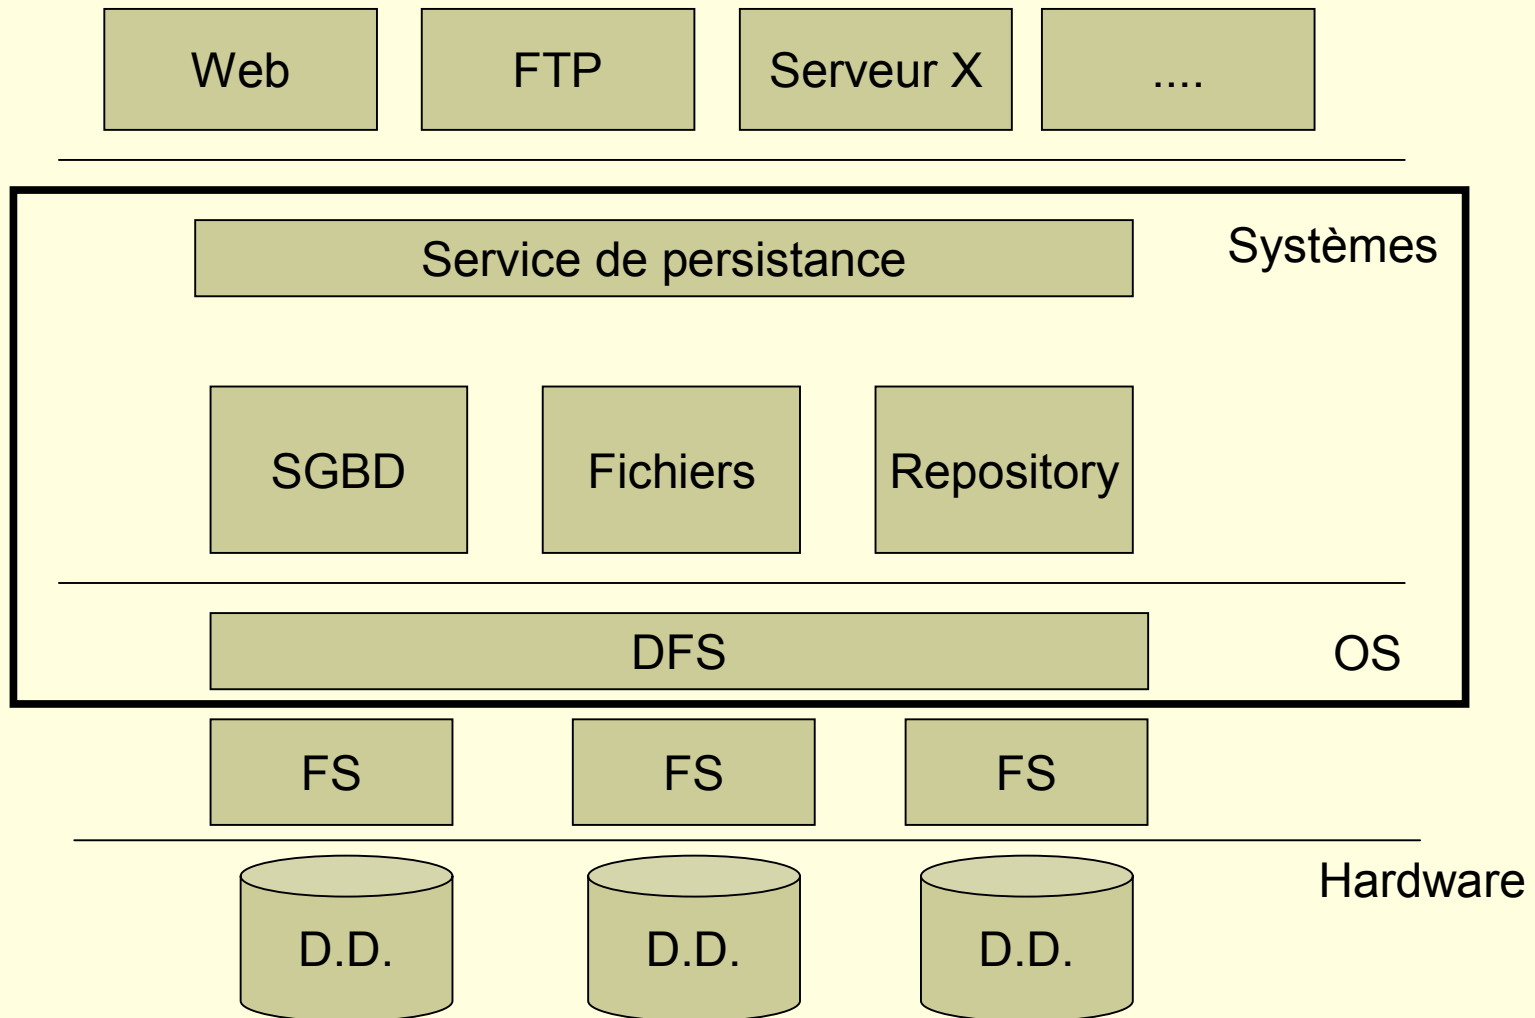 Web
FTP
Serveur X
....
Service de persistance
Systèmes
SGBD
Fichiers
Repository
DFS
OS
FS
FS
FS
Hardware
D.D.
D.D.
D.D.